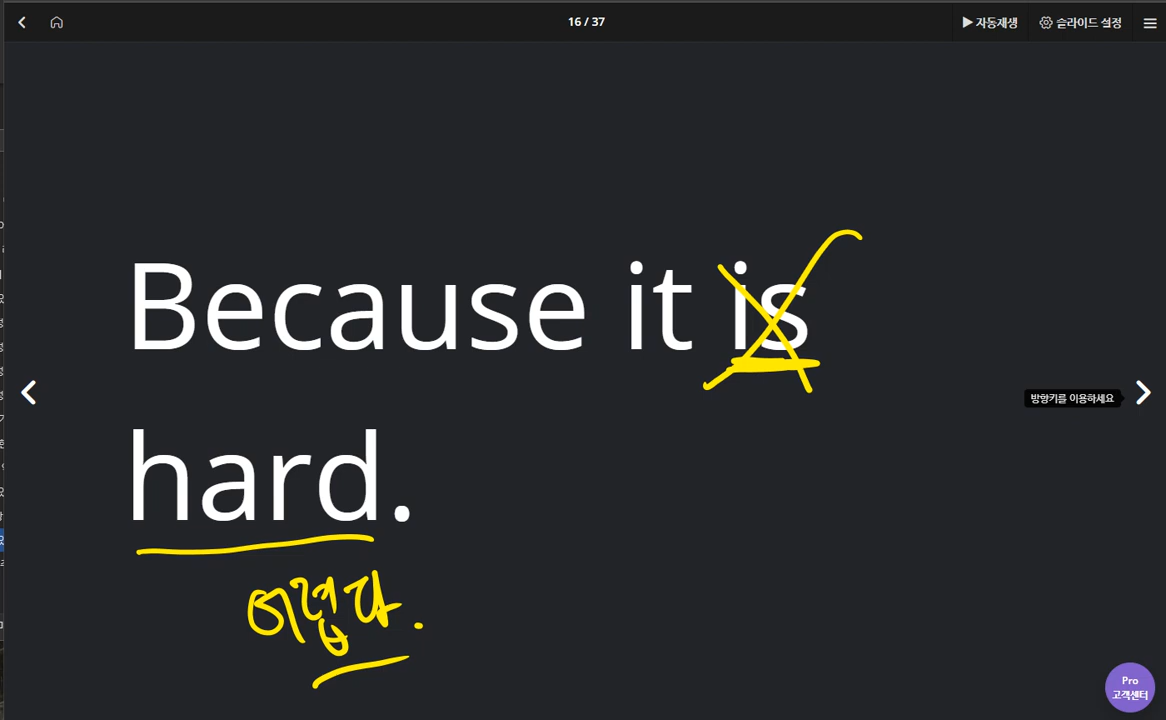 16 / 37
▶ 자동재생
슬라이드 설정
Because it is
방향키를 이용하세요
hard.
어렵다.
Pro
고객센터